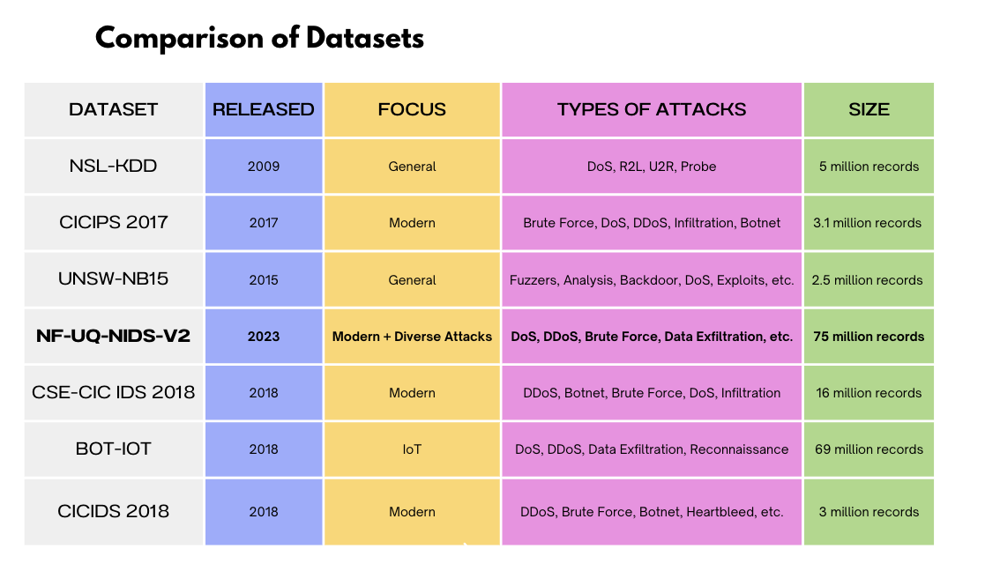 Comparison of Datasets
DATASET RELEASED FOCUS TYPES OF ATTACKS SIZE
NSL-KDD 2009 General DoS, R2L, U2R, Probe 5 million records
CICIPS 2017 2017 Modern Brute Force, DoS, DDoS, Infiltration, Botnet 3.1 million records
UNSW-NB15 2015 General Fuzzers, Analysis, Backdoor, DoS, Exploits, etc. 2.5 million records
NF-UQ-NIDS-V2 2023 Modern + Diverse Attacks DoS, DDoS, Brute Force, Data Exfiltration, etc. 75 million records
CSE-CIC IDS 2018 2018 Modern DDoS, Botnet, Brute Force, DoS, Infiltration 16 million records
BOT-IOT 2018 IoT DoS, DDoS, Data Exfiltration, Reconnaissance 69 million records
CICIDS 2018 2018 Modern DDoS, Brute Force, Botnet, Heartbleed, etc. 3 million records